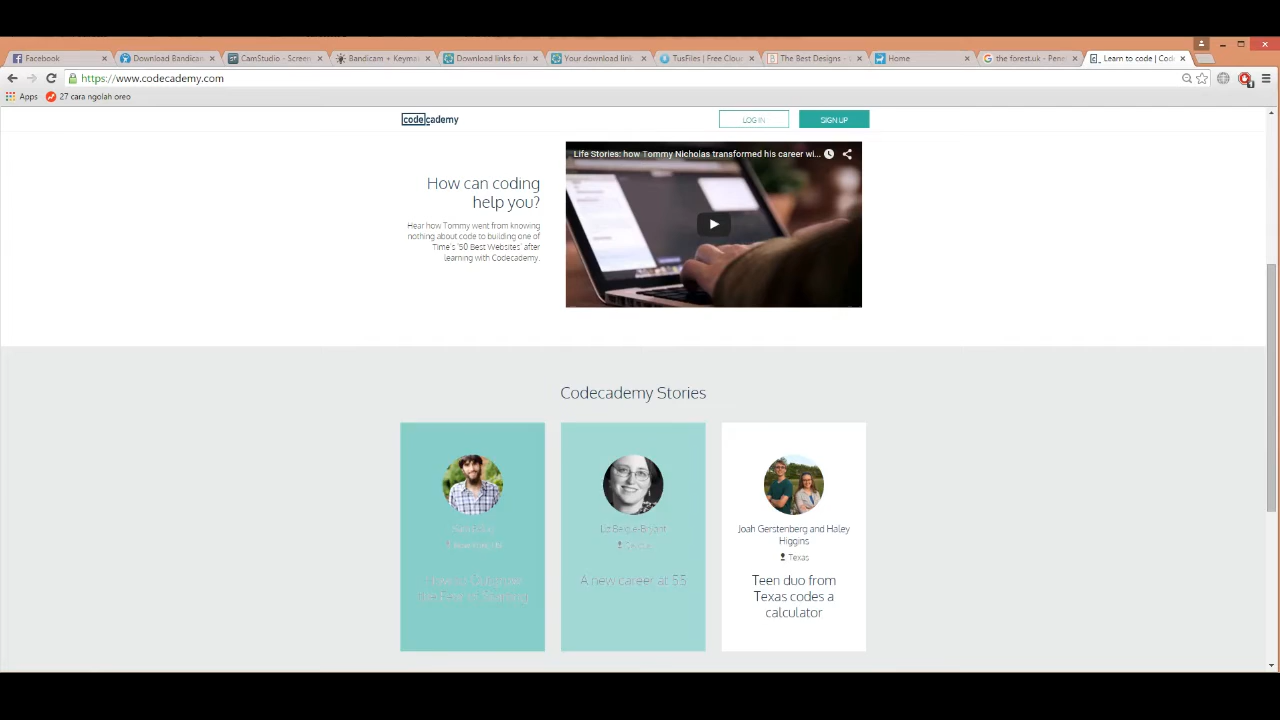 Facebook
Download Bandican
CamStudio - Screen
Bandicam + Keyma
Download links for
Your download link
TusFiles | Free Clou
The Best Designs -
Home
the forest.uk - Pene
Learn to code | Cod
https://www.codecademy.com
Apps
27 cara ngolah oreo
codecademy
LOG IN
SIGN UP
Life Stories: how Tommy Nicholas transformed his career wi...
How can coding
help you?
Hear how Tommy went from knowing
nothing about code to building one of
Time's '50 Best Websites' after
learning with Codecademy.
Codecademy Stories
A new career at 55
Joah Gerstenberg and Haley
Higgins
Texas
Teen duo from
Texas codes a
calculator